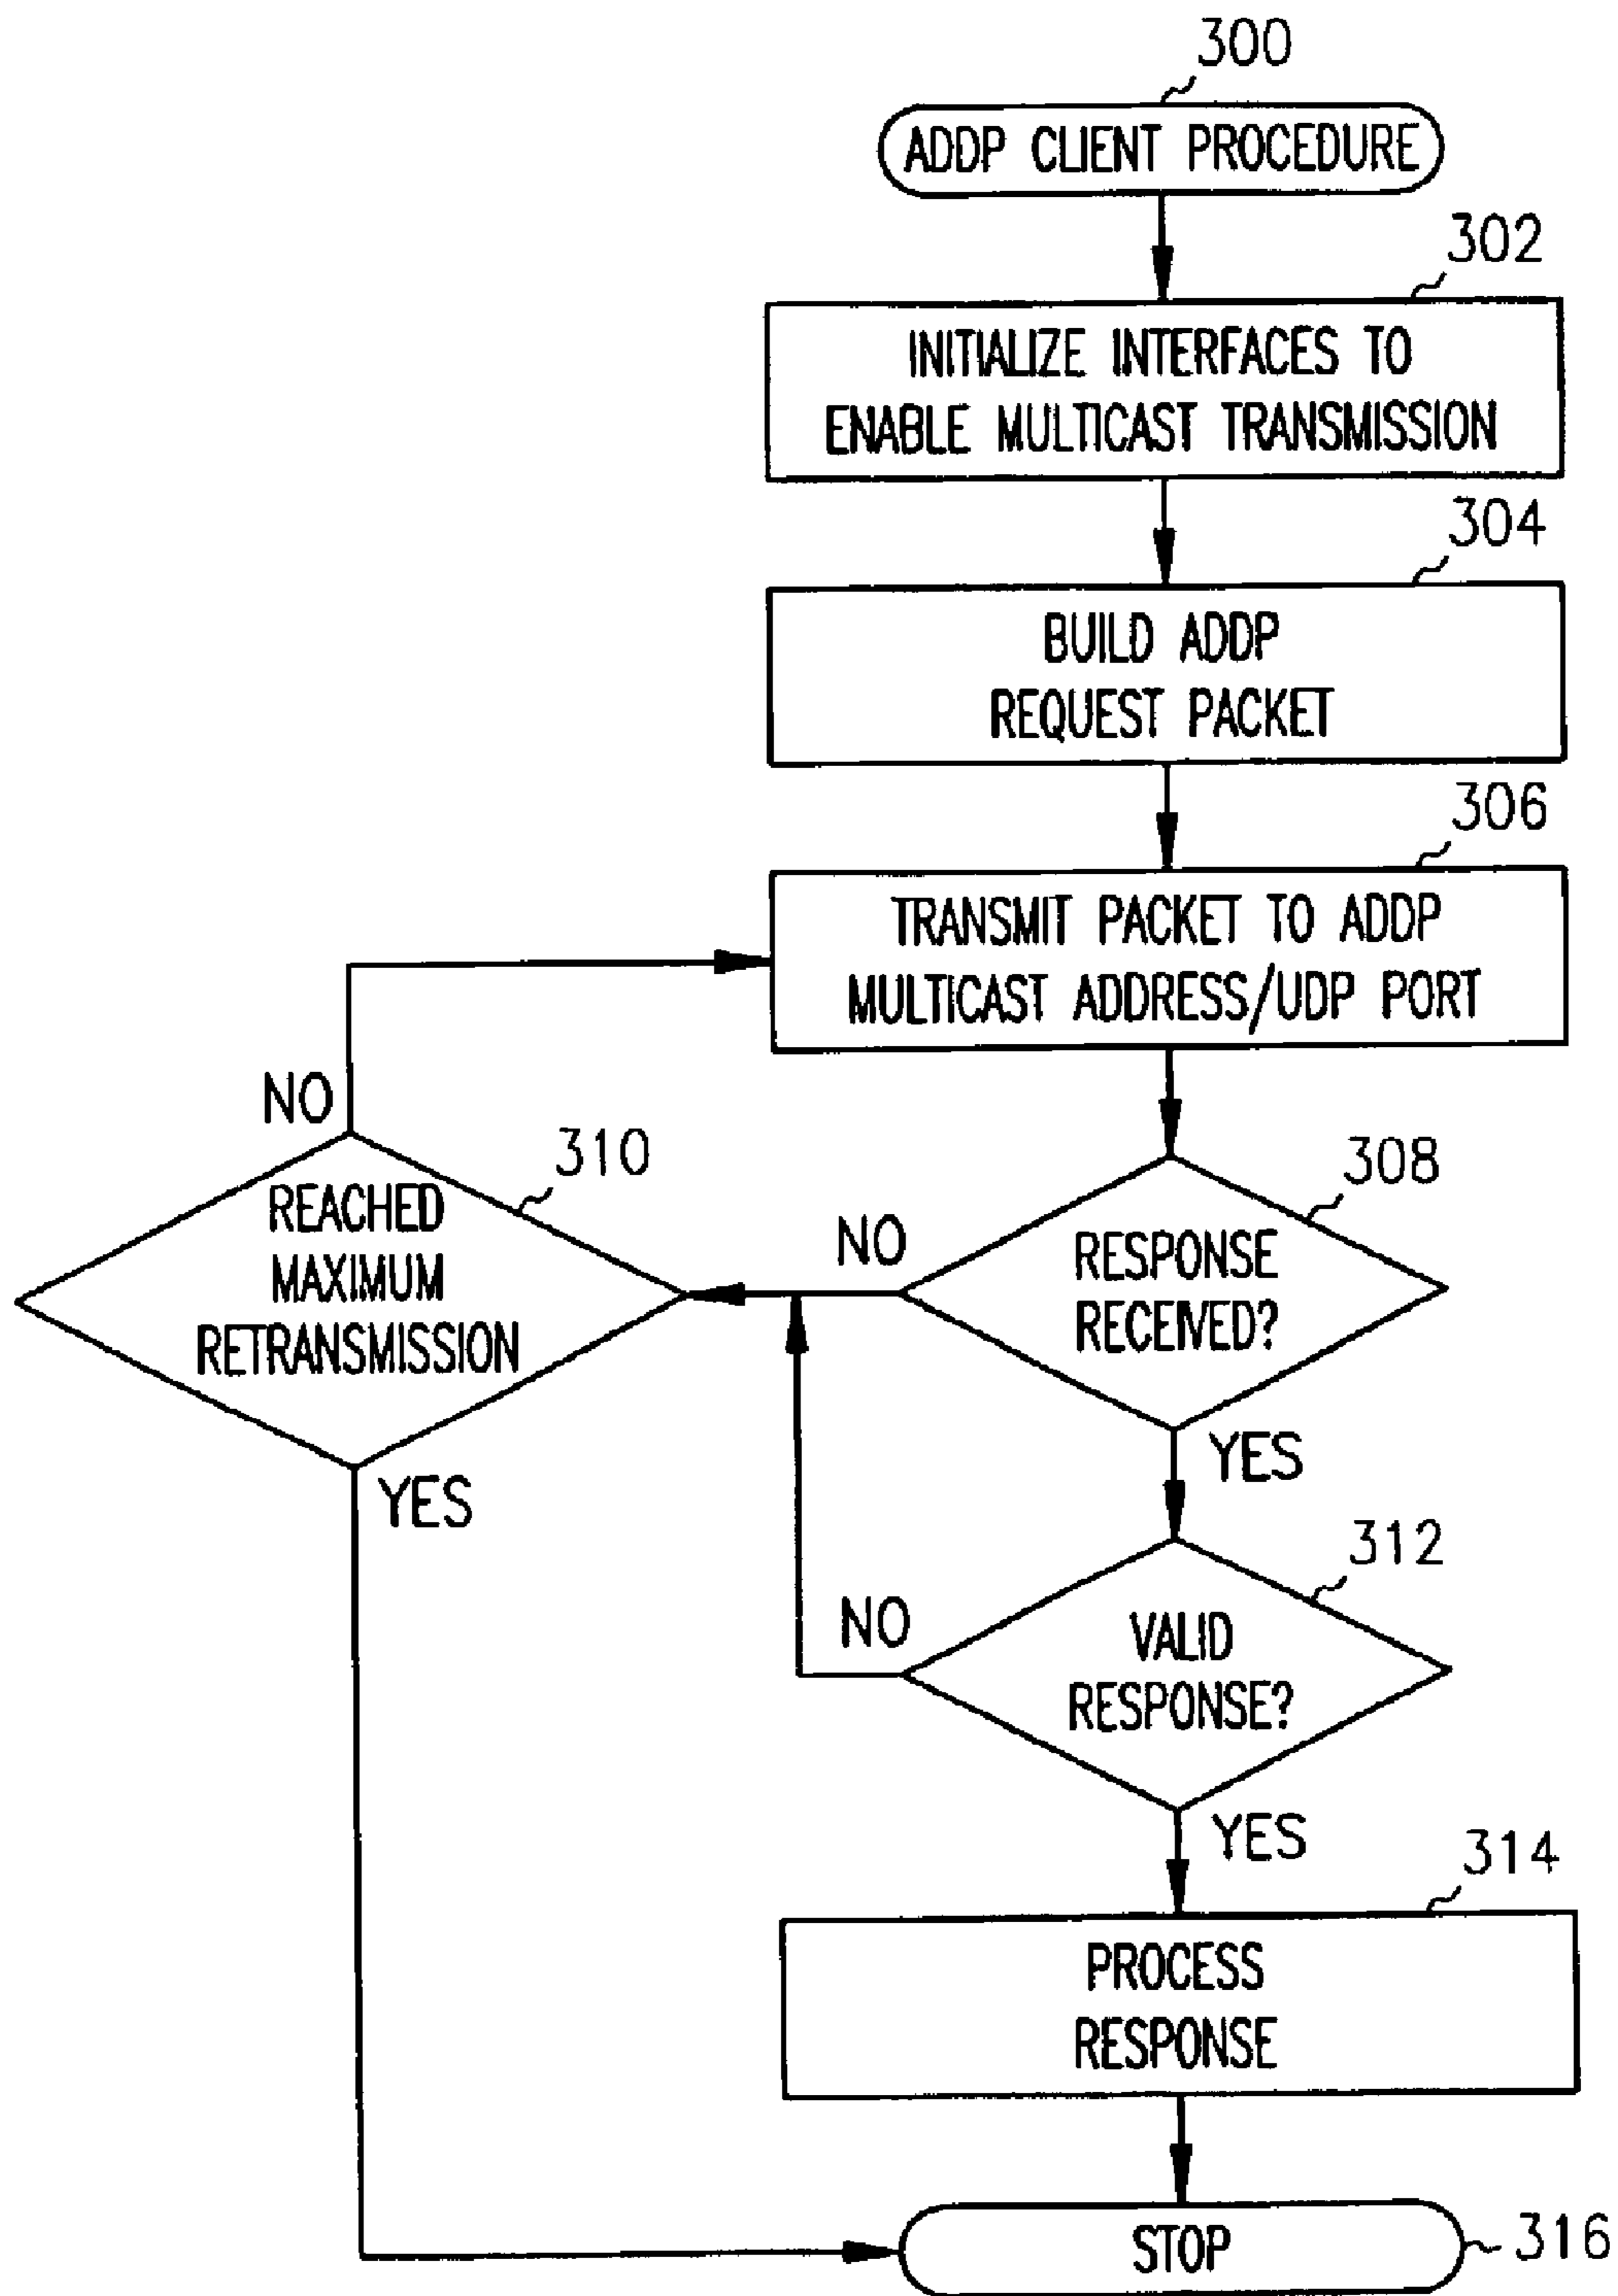 300
ADDP CLIENT PROCEDURE
302
INITIALIZE INTERFACES TO
ENABLE MULTICAST TRANSMISSION
304
BUILD ADDP
REQUEST PACKET
306
TRANSMIT PACKET TO ADDP
MULTICAST ADDRESS/UDP PORT
NO
310
REACHED
MAXIMUM
RETRANSMISSION
YES
308
NO
RESPONSE
RECEIVED?
YES
312
NO
VALID
RESPONSE?
YES
314
PROCESS
RESPONSE
STOP
316